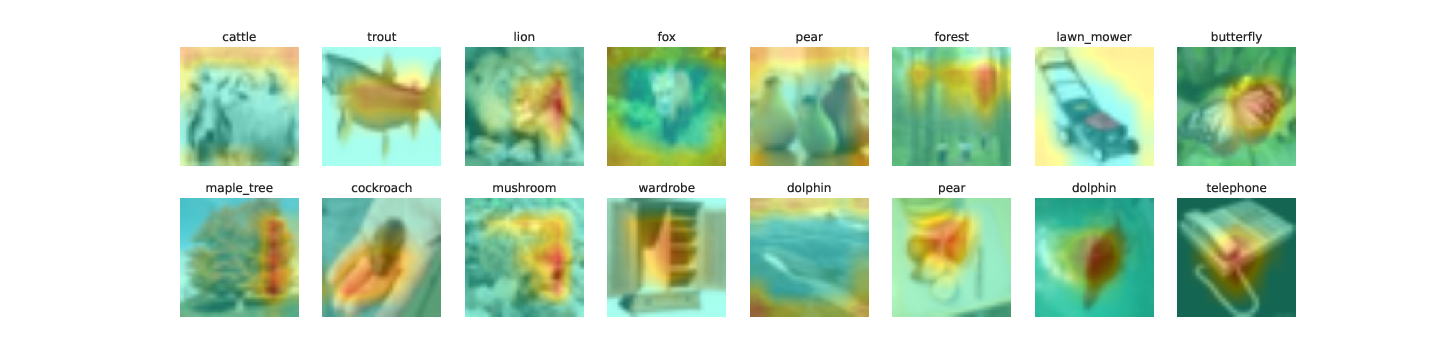 cattle trout lion fox pear forest lawn_mower butterfly
maple_tree cockroach mushroom wardrobe dolphin pear dolphin telephone